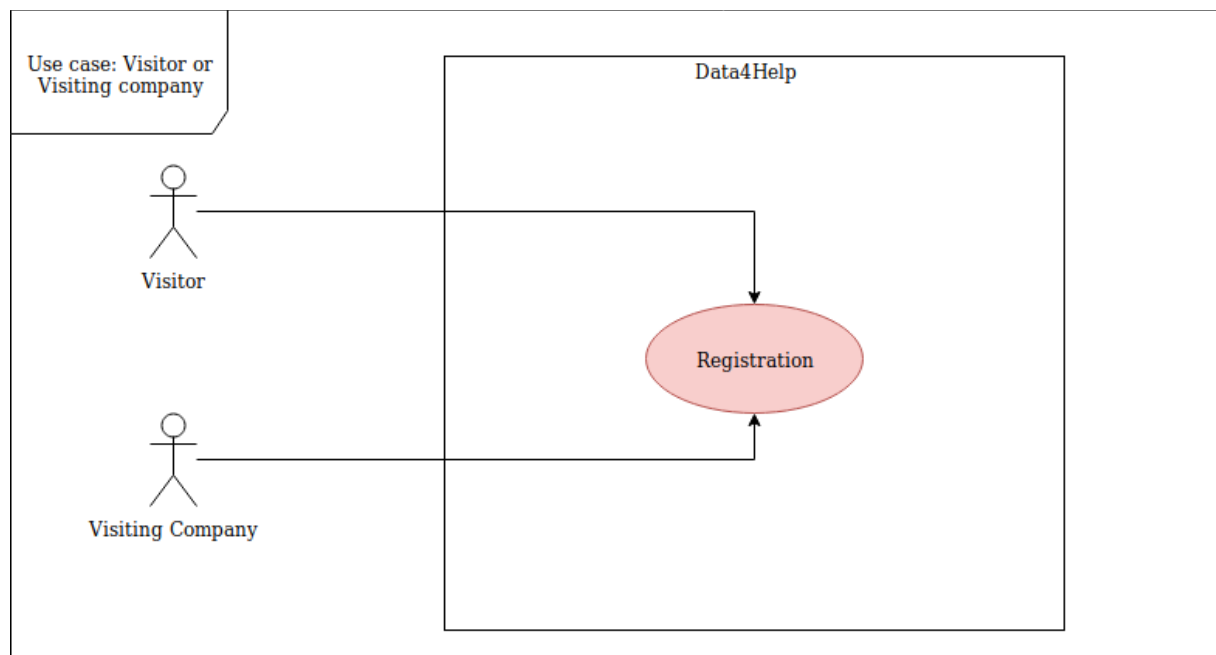 Use case: Visitor or
Visiting company
Data4Help
Visitor
Registration
Visiting Company